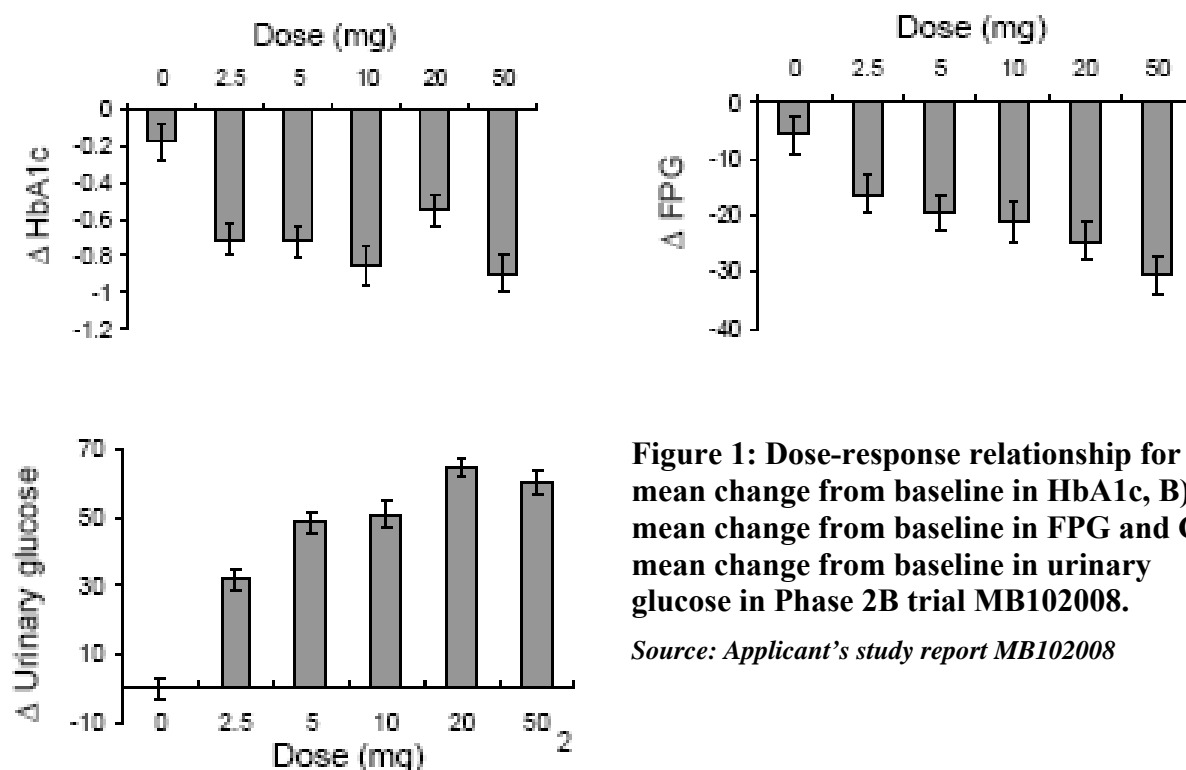 Dose (mg)
0 2.5 5 10 20 50
0
-0.2
-0.4
-0.6
-0.8
-1
-1.2
Δ HbA1c
Dose (mg)
0 2.5 5 10 20 50
0
-10
-20
-30
-40
Δ FPG
70
50
30
10
-10
Δ Urinary glucose
0 2.5 5 10 20 50
2
Dose (mg)
Figure 1: Dose-response relationship for
mean change from baseline in HbA1c, B)
mean change from baseline in FPG and
mean change from baseline in urinary
glucose in Phase 2B trial MB102008.
Source: Applicant's study report MB102008